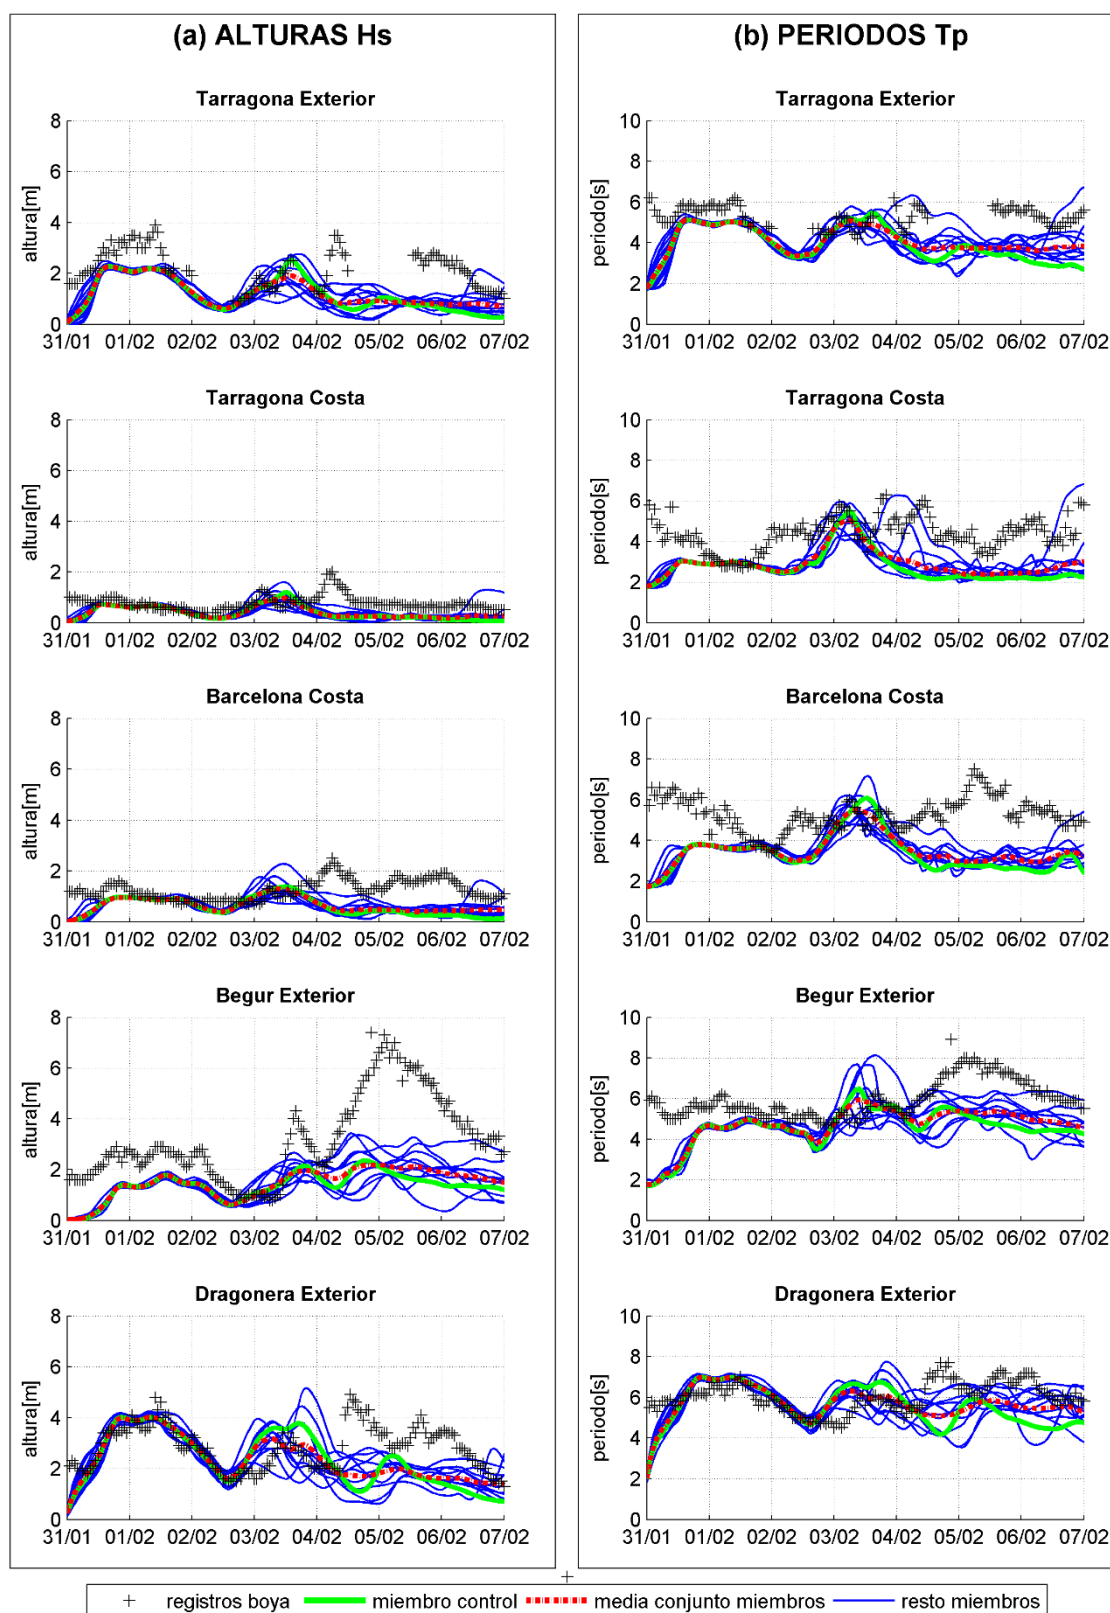 (a) ALTURAS Hs
Tarragona Exterior
altura[m]
8
6
4
2
0
31/01 01/02 02/02 03/02 04/02 05/02 06/02 07/02
Tarragona Costa
altura[m]
8
6
4
2
0
31/01 01/02 02/02 03/02 04/02 05/02 06/02 07/02
Barcelona Costa
altura[m]
8
6
4
2
0
31/01 01/02 02/02 03/02 04/02 05/02 06/02 07/02
Begur Exterior
altura[m]
8
6
4
2
0
31/01 01/02 02/02 03/02 04/02 05/02 06/02 07/02
Dragonera Exterior
altura[m]
8
6
4
2
0
31/01 01/02 02/02 03/02 04/02 05/02 06/02 07/02
(b) PERIODOS Tp
Tarragona Exterior
periodo[s]
10
8
6
4
2
0
31/01 01/02 02/02 03/02 04/02 05/02 06/02 07/02
Tarragona Costa
periodo[s]
10
8
6
4
2
0
31/01 01/02 02/02 03/02 04/02 05/02 06/02 07/02
Barcelona Costa
periodo[s]
10
8
6
4
2
0
31/01 01/02 02/02 03/02 04/02 05/02 06/02 07/02
Begur Exterior
periodo[s]
10
8
6
4
2
0
31/01 01/02 02/02 03/02 04/02 05/02 06/02 07/02
Dragonera Exterior
periodo[s]
10
8
6
4
2
0
31/01 01/02 02/02 03/02 04/02 05/02 06/02 07/02
registros boya miembro control media conjunto miembros resto miembros